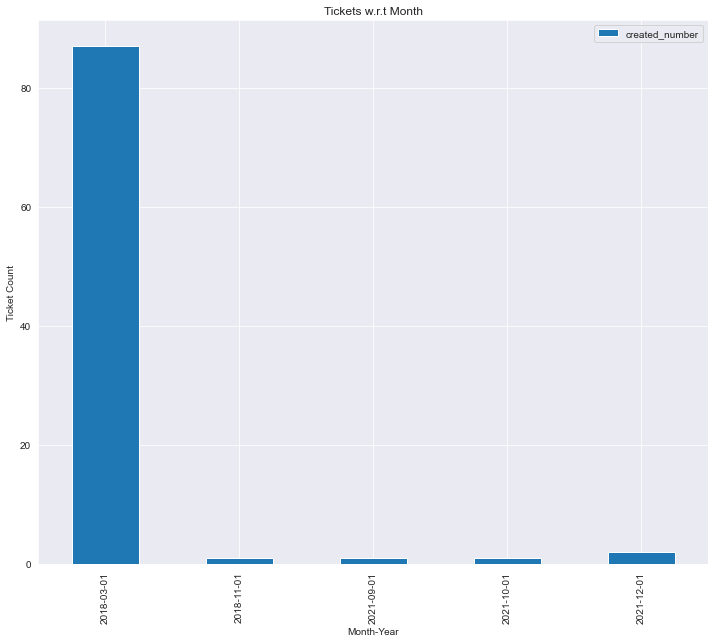 Tickets w.r.t Month
created_number
Ticket Count
80
60
40
20
0
2018-03-01
2018-11-01
2021-09-01
2021-10-01
2021-12-01
Month-Year